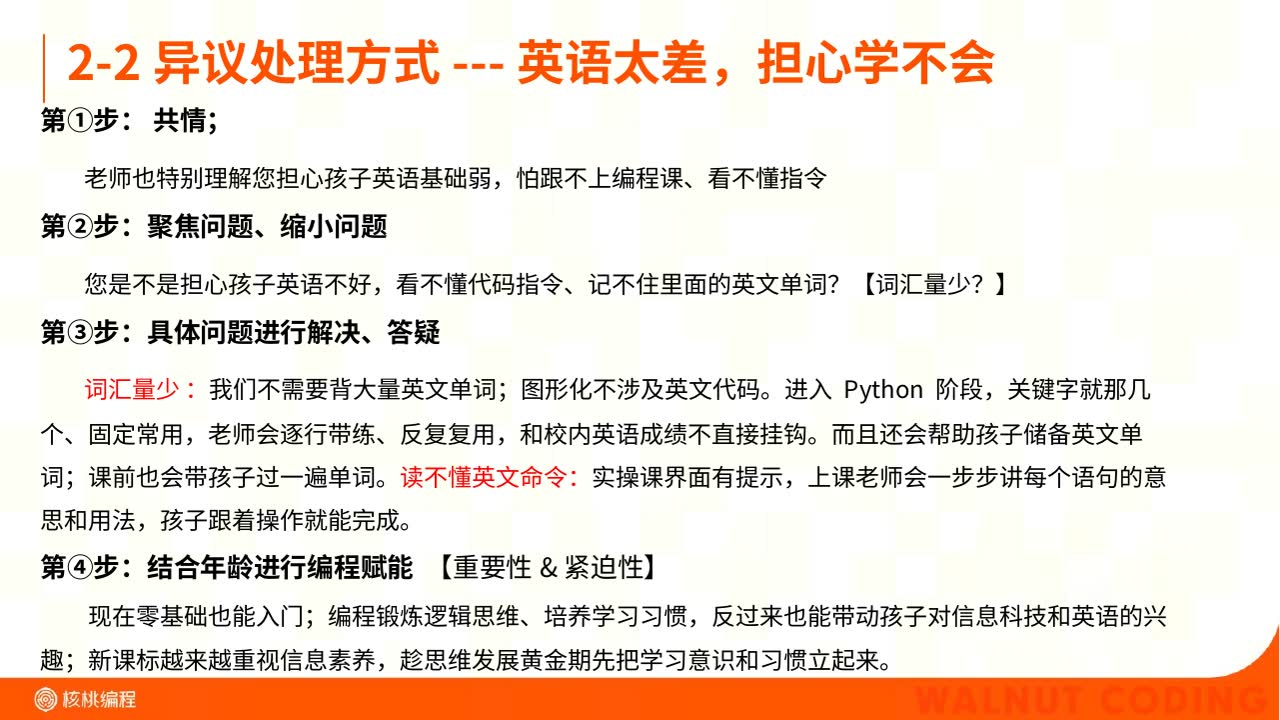 2-2 异议处理方式 --- 英语太差，担心学不会
第①步： 共情；
老师也特别理解您担心孩子英语基础弱，怕跟不上编程课、看不懂指令
第②步：聚焦问题、缩小问题
您是不是担心孩子英语不好，看不懂代码指令、记不住里面的英文单词？【词汇量少？】
第③步：具体问题进行解决、答疑
词汇量少 ：我们不需要背大量英文单词；图形化不涉及英文代码。进入 Python 阶段，关键字就那几
个、固定常用，老师会逐行带练、反复复用，和校内英语成绩不直接挂钩。而且还会帮助孩子储备英文单
词；课前也会带孩子过一遍单词。读不懂英文命令：实操课界面有提示，上课老师会一步步讲每个语句的意
思和用法，孩子跟着操作就能完成。
第④步：结合年龄进行编程赋能 【重要性 & 紧迫性】
现在零基础也能入门；编程锻炼逻辑思维、培养学习习惯，反过来也能带动孩子对信息科技和英语的兴
趣；新课标越来越重视信息素养，趁思维发展黄金期先把学习意识和习惯立起来。
核桃编程
WALNUT CODING